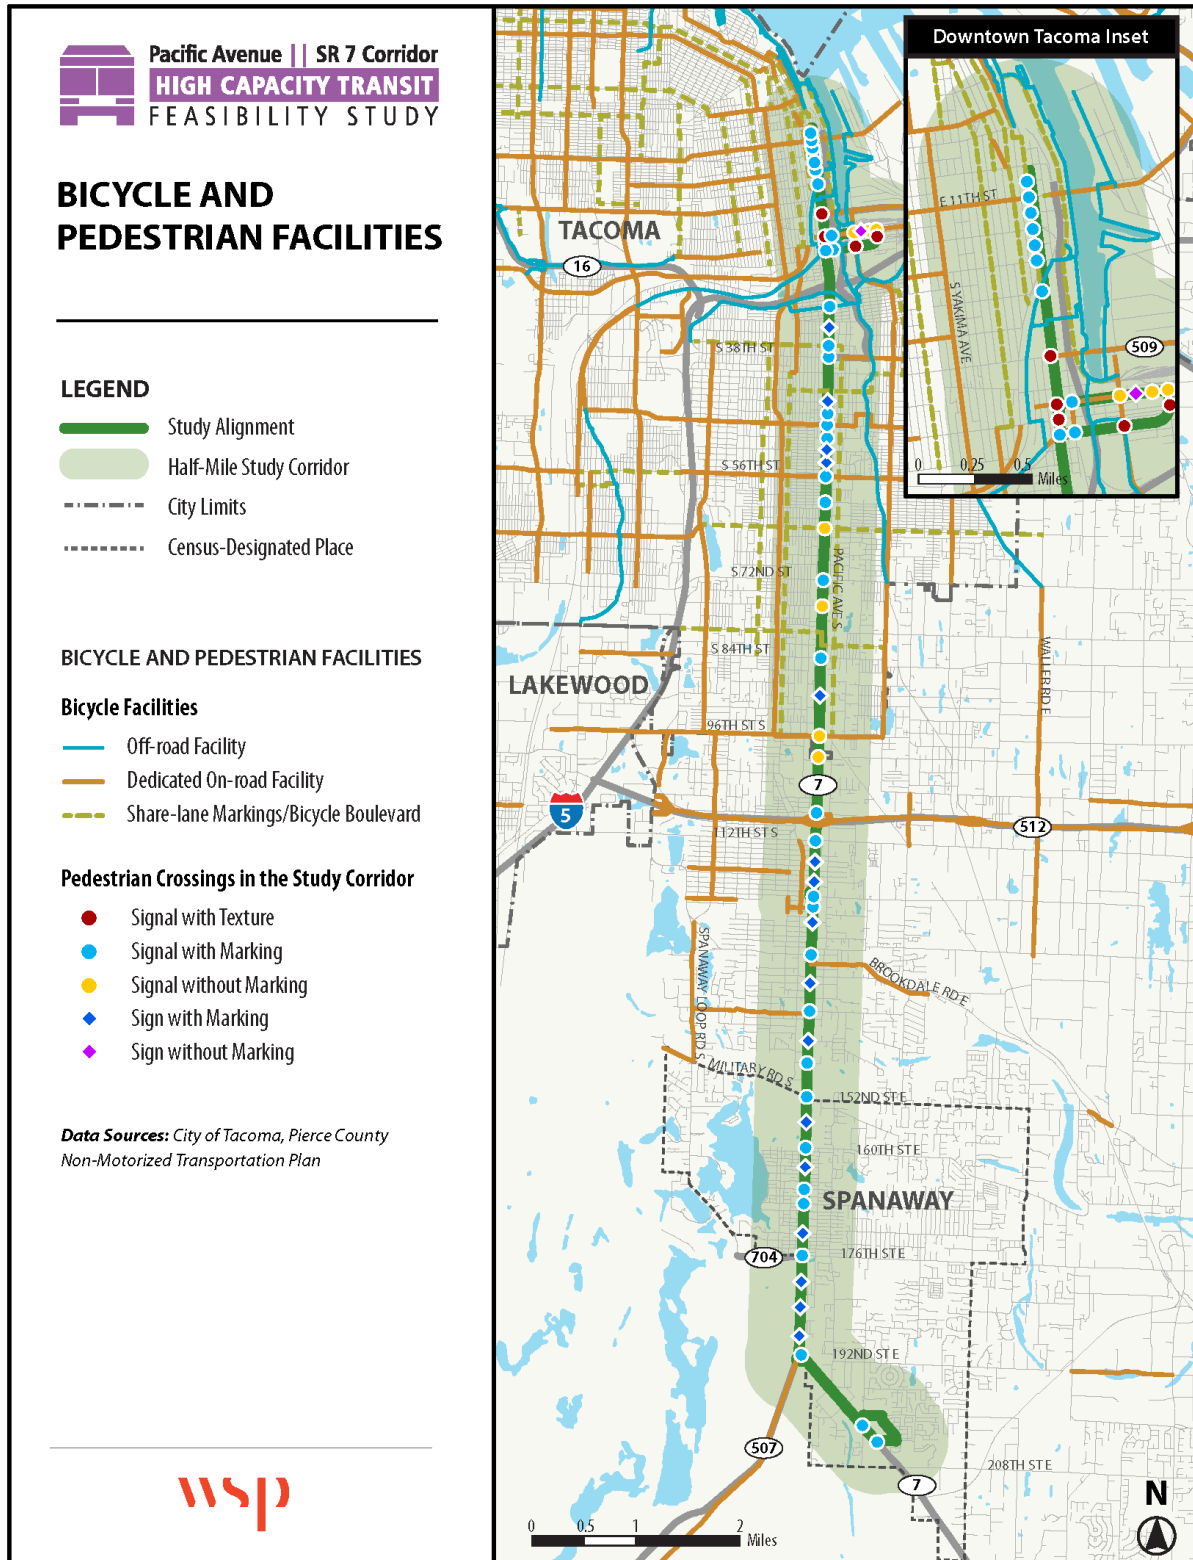 Pacific Avenue || SR 7 Corridor
HIGH CAPACITY TRANSIT
FEASIBILITY STUDY
BICYCLE AND
PEDESTRIAN FACILITIES
LEGEND
Study Alignment
Half-Mile Study Corridor
City Limits
Census-Designated Place
BICYCLE AND PEDESTRIAN FACILITIES
Bicycle Facilities
Off-road Facility
Dedicated On-road Facility
Share-lane Markings/Bicycle Boulevard
Pedestrian Crossings in the Study Corridor
Signal with Texture
Signal with Marking
Signal without Marking
Sign with Marking
Sign without Marking
Data Sources: City of Tacoma, Pierce County
Non-Motorized Transportation Plan
wsp
Downtown Tacoma Inset
E 11TH ST
S YAKIMA AVE
509
0 0.25 0.5
Miles
TACOMA
16
S 38TH ST
S 56TH ST
S 72ND ST
PACIFIC AVE S
S 84TH ST
WALLER RD E
LAKEWOOD
96TH ST S
7
5
112TH ST S
512
SPANAWAY LOOP RD S
BROOKDALE RD E
MILITARY RD S
152ND ST E
160TH ST E
SPANAWAY
704
176TH ST E
192ND ST E
507
208TH ST E
7
N
0 0.5 1 2
Miles